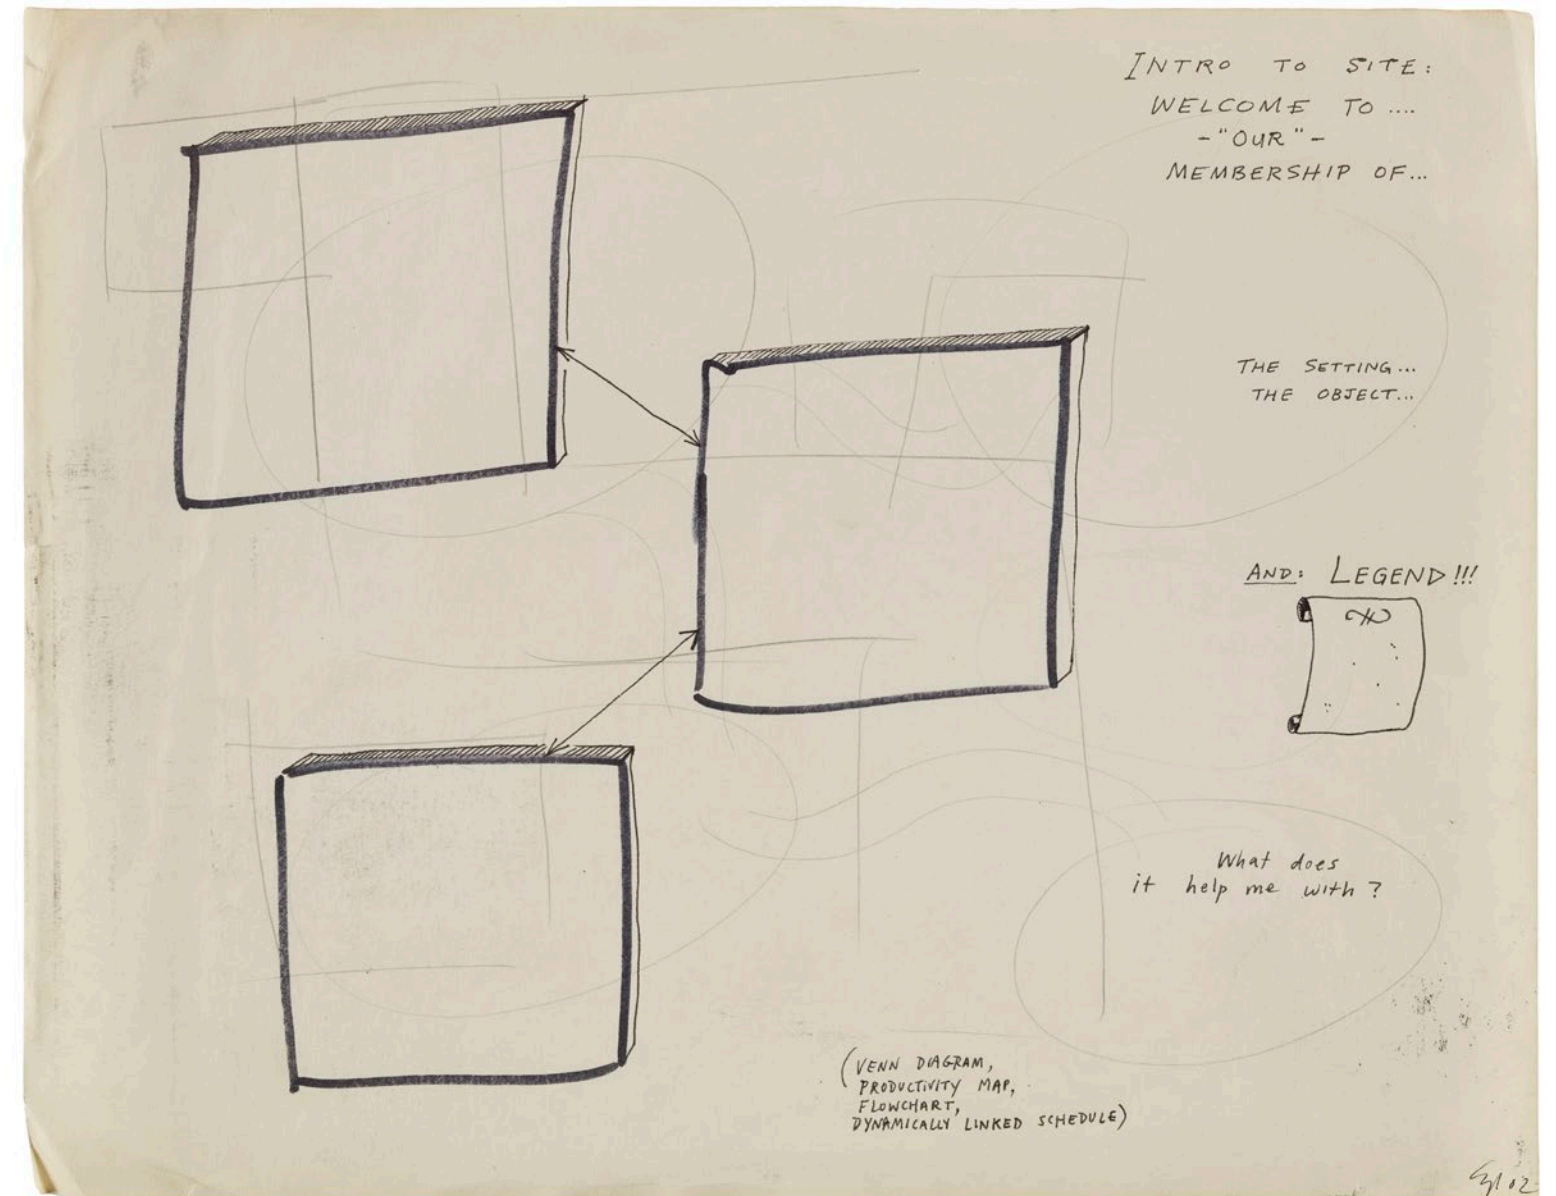 INTRO TO SITE:
WELCOME TO ....
-"OUR"-
MEMBERSHIP OF...
THE SETTING...
THE OBJECT...
AND: LEGEND!!!
What does
it help me with?
(VENN DIAGRAM,
PRODUCTIVITY MAP,
FLOWCHART,
DYNAMICALLY LINKED SCHEDULE)
02